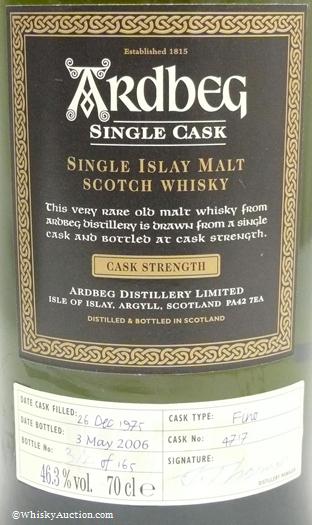 Established 1815
ARDBEG
SINGLE CASK
SINGLE ISLAY MALT
SCOTCH WHISKY
This very rare old malt whisky from
ardbeg distillery is drawn from a single
cask and bottled at cask strength.
CASK STRENGTH
ARDBEG DISTILLERY LIMITED
ISLE OF ISLAY, ARGYLL, SCOTLAND PA42 7EA
DISTILLED & BOTTLED IN SCOTLAND
DATE CASK FILLED: 26 Dec 1975
DATE BOTTLED: 3 May 2006
BOTTLE No: of 165
46.3% vol. 70 cl e
CASK TYPE: Fino
CASK No: 4717
SIGNATURE:
DISTILLERY MANAGER
©WhiskyAuction.com